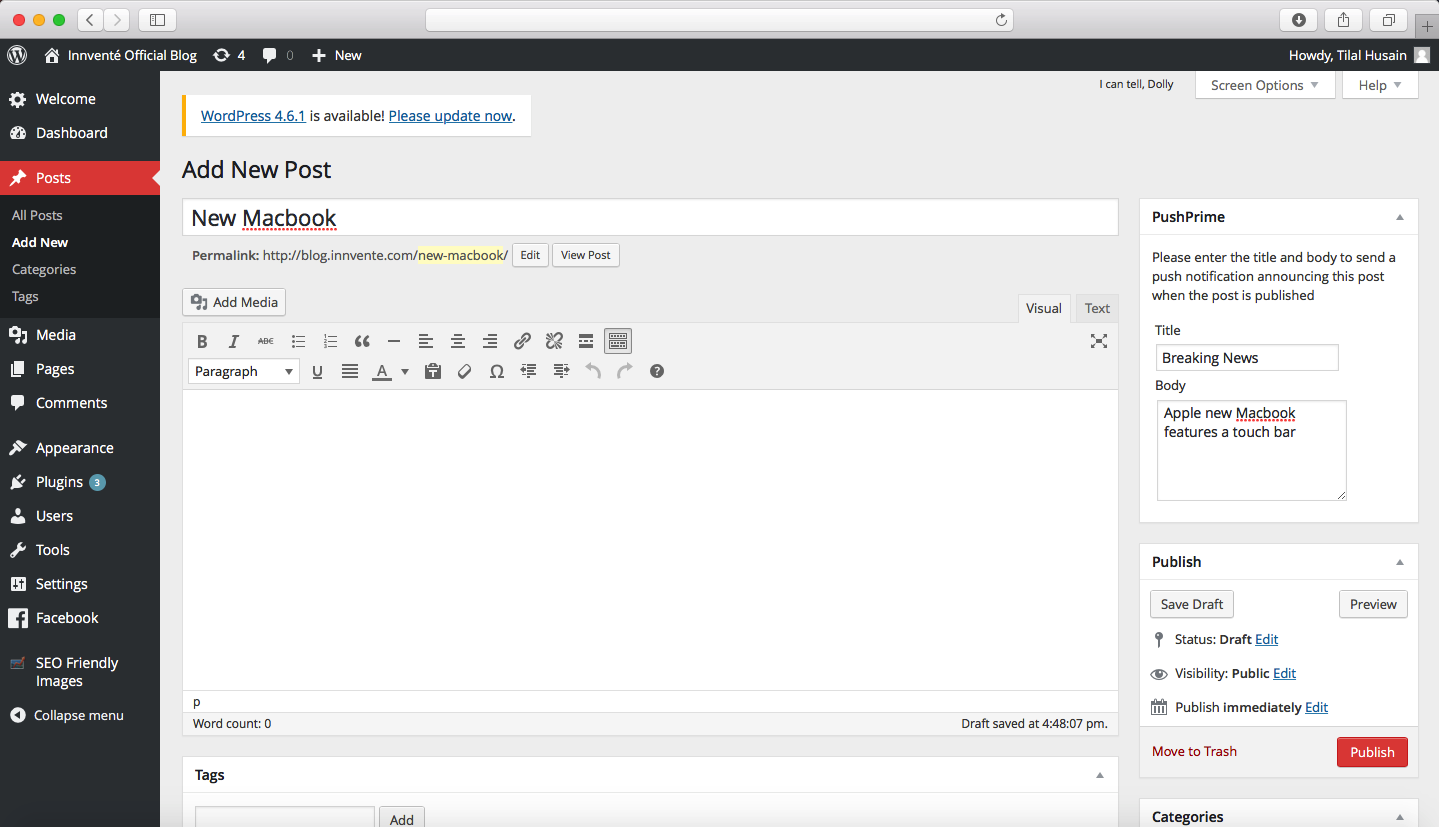 Innventé Official Blog 4 0 New Howdy, Tilal Husain
Welcome
Dashboard
Posts
All Posts
Add New
Categories
Tags
Media
Pages
Comments
Appearance
Plugins 3
Users
Tools
Settings
Facebook
SEO Friendly
Images
Collapse menu
I can tell, Dolly
Screen Options
Help
WordPress 4.6.1 is available! Please update now.
Add New Post
New Macbook
Permalink: http://blog.innvente.com/new-macbook/ Edit View Post
Add Media
Visual Text
B I ABC
Paragraph U A Ω
p
Word count: 0 Draft saved at 4:48:07 pm.
Tags
Add
PushPrime
Please enter the title and body to send a
push notification announcing this post
when the post is published
Title
Breaking News
Body
Apple new Macbook
features a touch bar
Publish
Save Draft Preview
Status: Draft Edit
Visibility: Public Edit
Publish immediately Edit
Move to Trash Publish
Categories